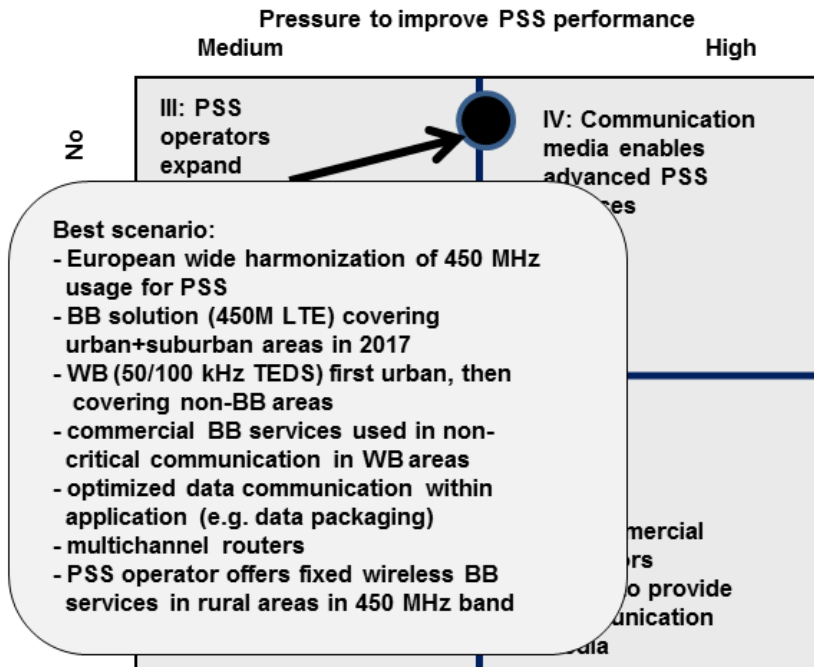 Pressure to improve PSS performance
Medium High
No
III: PSS
operators
expand
IV: Communication
media enables
advanced PSS
Best scenario:
- European wide harmonization of 450 MHz
usage for PSS
- BB solution (450M LTE) covering
urban+suburban areas in 2017
- WB (50/100 kHz TEDS) first urban, then
covering non-BB areas
- commercial BB services used in non-
critical communication in WB areas
- optimized data communication within
application (e.g. data packaging)
- multichannel routers
- PSS operator offers fixed wireless BB
services in rural areas in 450 MHz band
provide